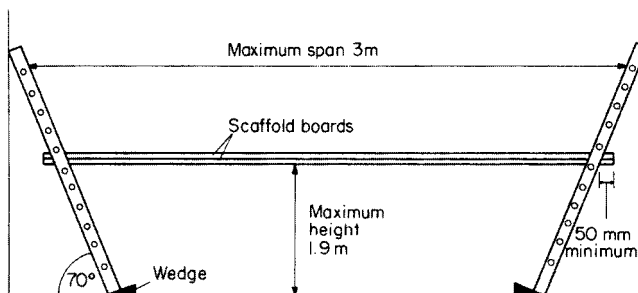 Maximum span 3m
Scaffold boards
Maximum
height
1.9 m
50 mm
minimum
70°
Wedge